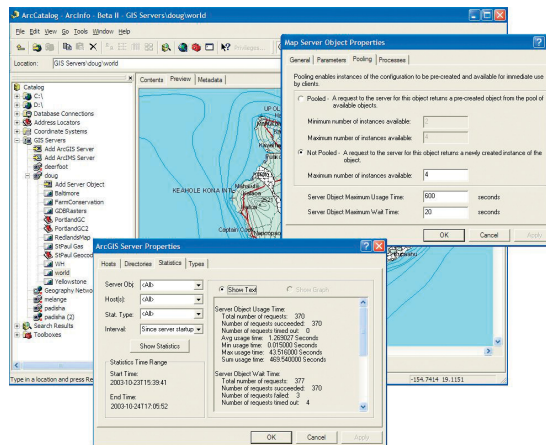 ArcCatalog - ArcInfo - Beta II - GIS Servers\doug\world
File Edit View Go Tools Window Help
Location: GIS Servers\doug\world
Catalog
C:\
D:\
Database Connections
Address Locators
Coordinate Systems
GIS Servers
Add ArcGIS Server
Add ArcIMS Server
deerfoot
doug
Add Server Object
Baltimore
FarmConservation
GDBRasters
PortlandGC
PortlandGC2
RedlandsMap
StPaul Gas
StPaul Geocod
WH
world
Yellowstone
Geography Netwo
melange
padisha
padisha (2)
Search Results
Toolboxes
Contents Preview Metadata
KEAHOLE KONA INTL
Captain Cook
Type in a location and press Re
-154.7414 19.1151
Map Server Object Properties
General Parameters Pooling Processes
Pooling enables instances of the configuration to be pre-created and available for immediate use
by clients.
Pooled - A request to the server for this object returns a pre-created object from the pool of
available objects.
Minimum number of instances available:
Maximum number of instances available:
Not Pooled - A request to the server for this object returns a newly created instance of the
object.
Maximum number of instances available: 4
Server Object Maximum Usage Time: 600 seconds
Server Object Maximum Wait Time: 20 seconds
OK Cancel Apply
ArcGIS Server Properties
Hosts Directories Statistics Types
Server Obj: <All>
Host(s): <All>
Stat. Type: <All>
Interval: Since server startup
Show Statistics
Statistics Time Range
Start Time:
2003-10-23T15:39:41
End Time:
2003-10-24T17:05:52
Show Text Show Graph
Server Object Usage Time:
Total number of requests: 370
Number of requests succeeded: 370
Number of requests timed out: 0
Avg usage time: 1.269027 Seconds
Min usage time: 0.015000 Seconds
Max usage time: 43.516000 Seconds
Sum usage time: 469.540000 Seconds
Server Object Wait Time:
Total number of requests: 377
Number of requests succeeded: 370
Number of requests failed: 3
Number of requests timed out: 4
OK Cancel Apply